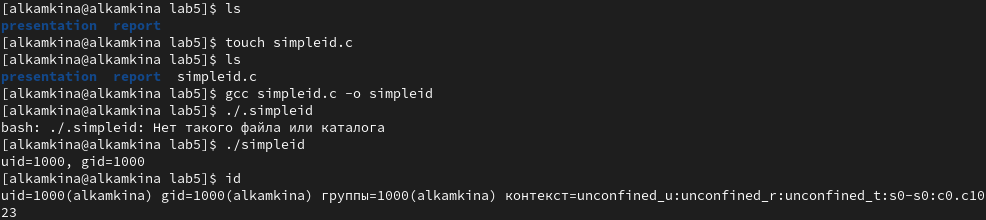 [alkamkina@alkamkina lab5]$ ls
presentation  report
[alkamkina@alkamkina lab5]$ touch simpleid.c
[alkamkina@alkamkina lab5]$ ls
presentation  report  simpleid.c
[alkamkina@alkamkina lab5]$ gcc simpleid.c -o simpleid
[alkamkina@alkamkina lab5]$ ./.simpleid
bash: ./.simpleid: Нет такого файла или каталога
[alkamkina@alkamkina lab5]$ ./simpleid
uid=1000, gid=1000
[alkamkina@alkamkina lab5]$ id
uid=1000(alkamkina) gid=1000(alkamkina) группы=1000(alkamkina) контекст=unconfined_u:unconfined_r:unconfined_t:s0-s0:c0.c10
23